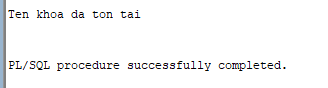 Ten khoa da ton tai
PL/SQL procedure successfully completed.